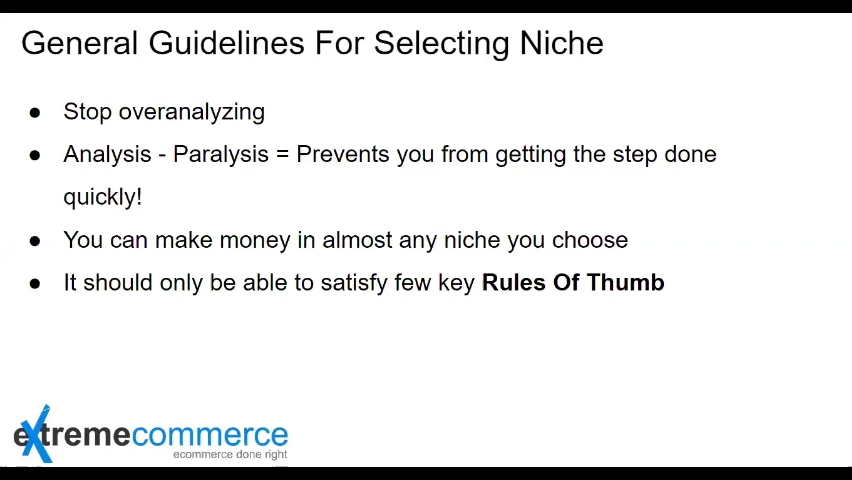 General Guidelines For Selecting Niche
● Stop overanalyzing
● Analysis - Paralysis = Prevents you from getting the step done
quickly!
● You can make money in almost any niche you choose
● It should only be able to satisfy few key Rules Of Thumb
extremecommerce
ecommerce done right